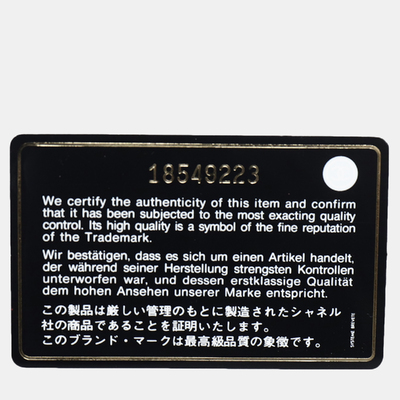 18549223
We certify the authenticity of this item and confirm
that it has been subjected to the most exacting quality
control. Its high quality is a symbol of the fine reputation
of the Trademark.
Wir bestätigen, dass es sich um einen Artikel handelt,
der während seiner Herstellung strengsten Kontrollen
unterworfen war, und dessen erstklassige Qualität
dem hohen Ansehen unserer Marke entspricht.
この製品は厳しい管理のもとに製造されたシャネル
社の商品であることを証明いたします。
このブランド・マークは最高級品質の象徴です。
SYSTEME BREVETE